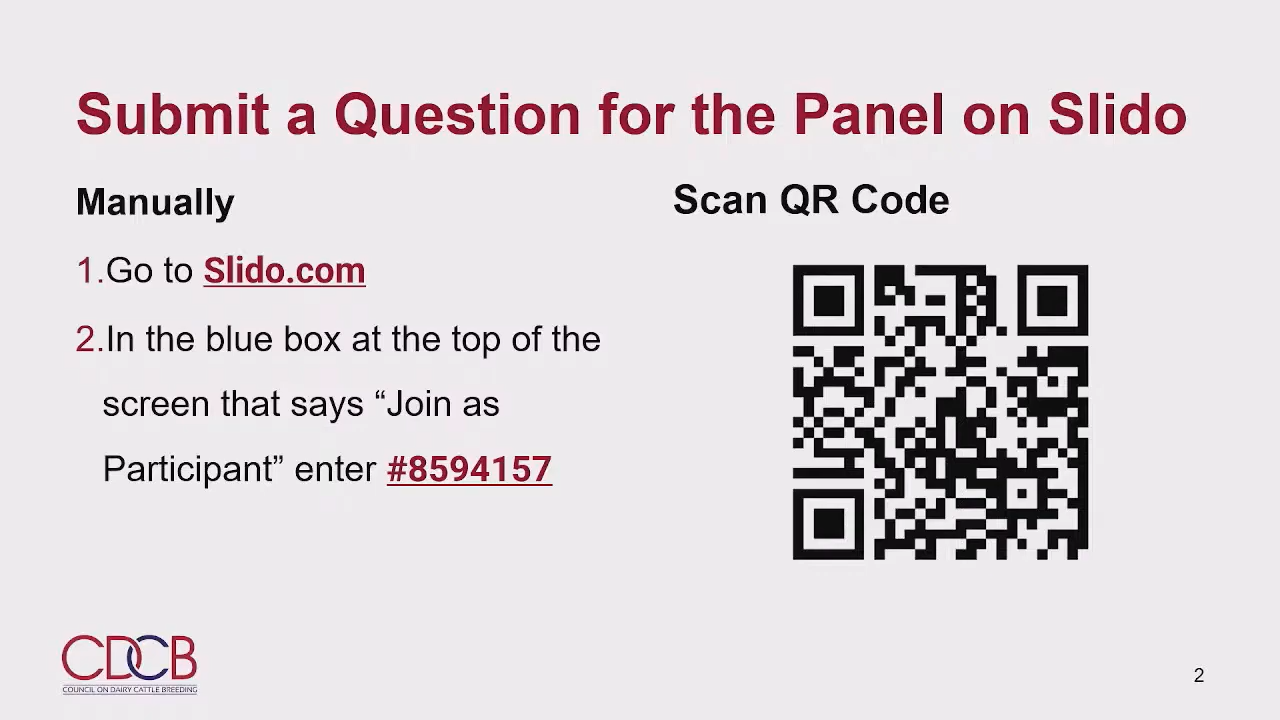 Submit a Question for the Panel on Slido
Manually
1.Go to Slido.com
2.In the blue box at the top of the
screen that says “Join as
Participant” enter #8594157
Scan QR Code
CDCB
COUNCIL ON DAIRY CATTLE BREEDING
2